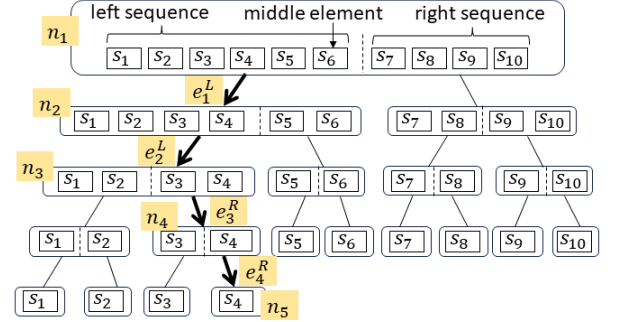 left sequence middle element right sequence
n₁
s₁ s₂ s₃ s₄ s₅ s₆ s₇ s₈ s₉ s₁₀
e₁ᴸ
n₂
s₁ s₂ s₃ s₄ s₅ s₆ s₇ s₈ s₉ s₁₀
e₂ᴸ
n₃
s₁ s₂ s₃ s₄ s₅ s₆ s₇ s₈ s₉ s₁₀
n₄ e₃ᴿ
s₁ s₂ s₃ s₄ s₅ s₆ s₇ s₈ s₉ s₁₀
e₄ᴿ
s₁ s₂ s₃ s₄ n₅